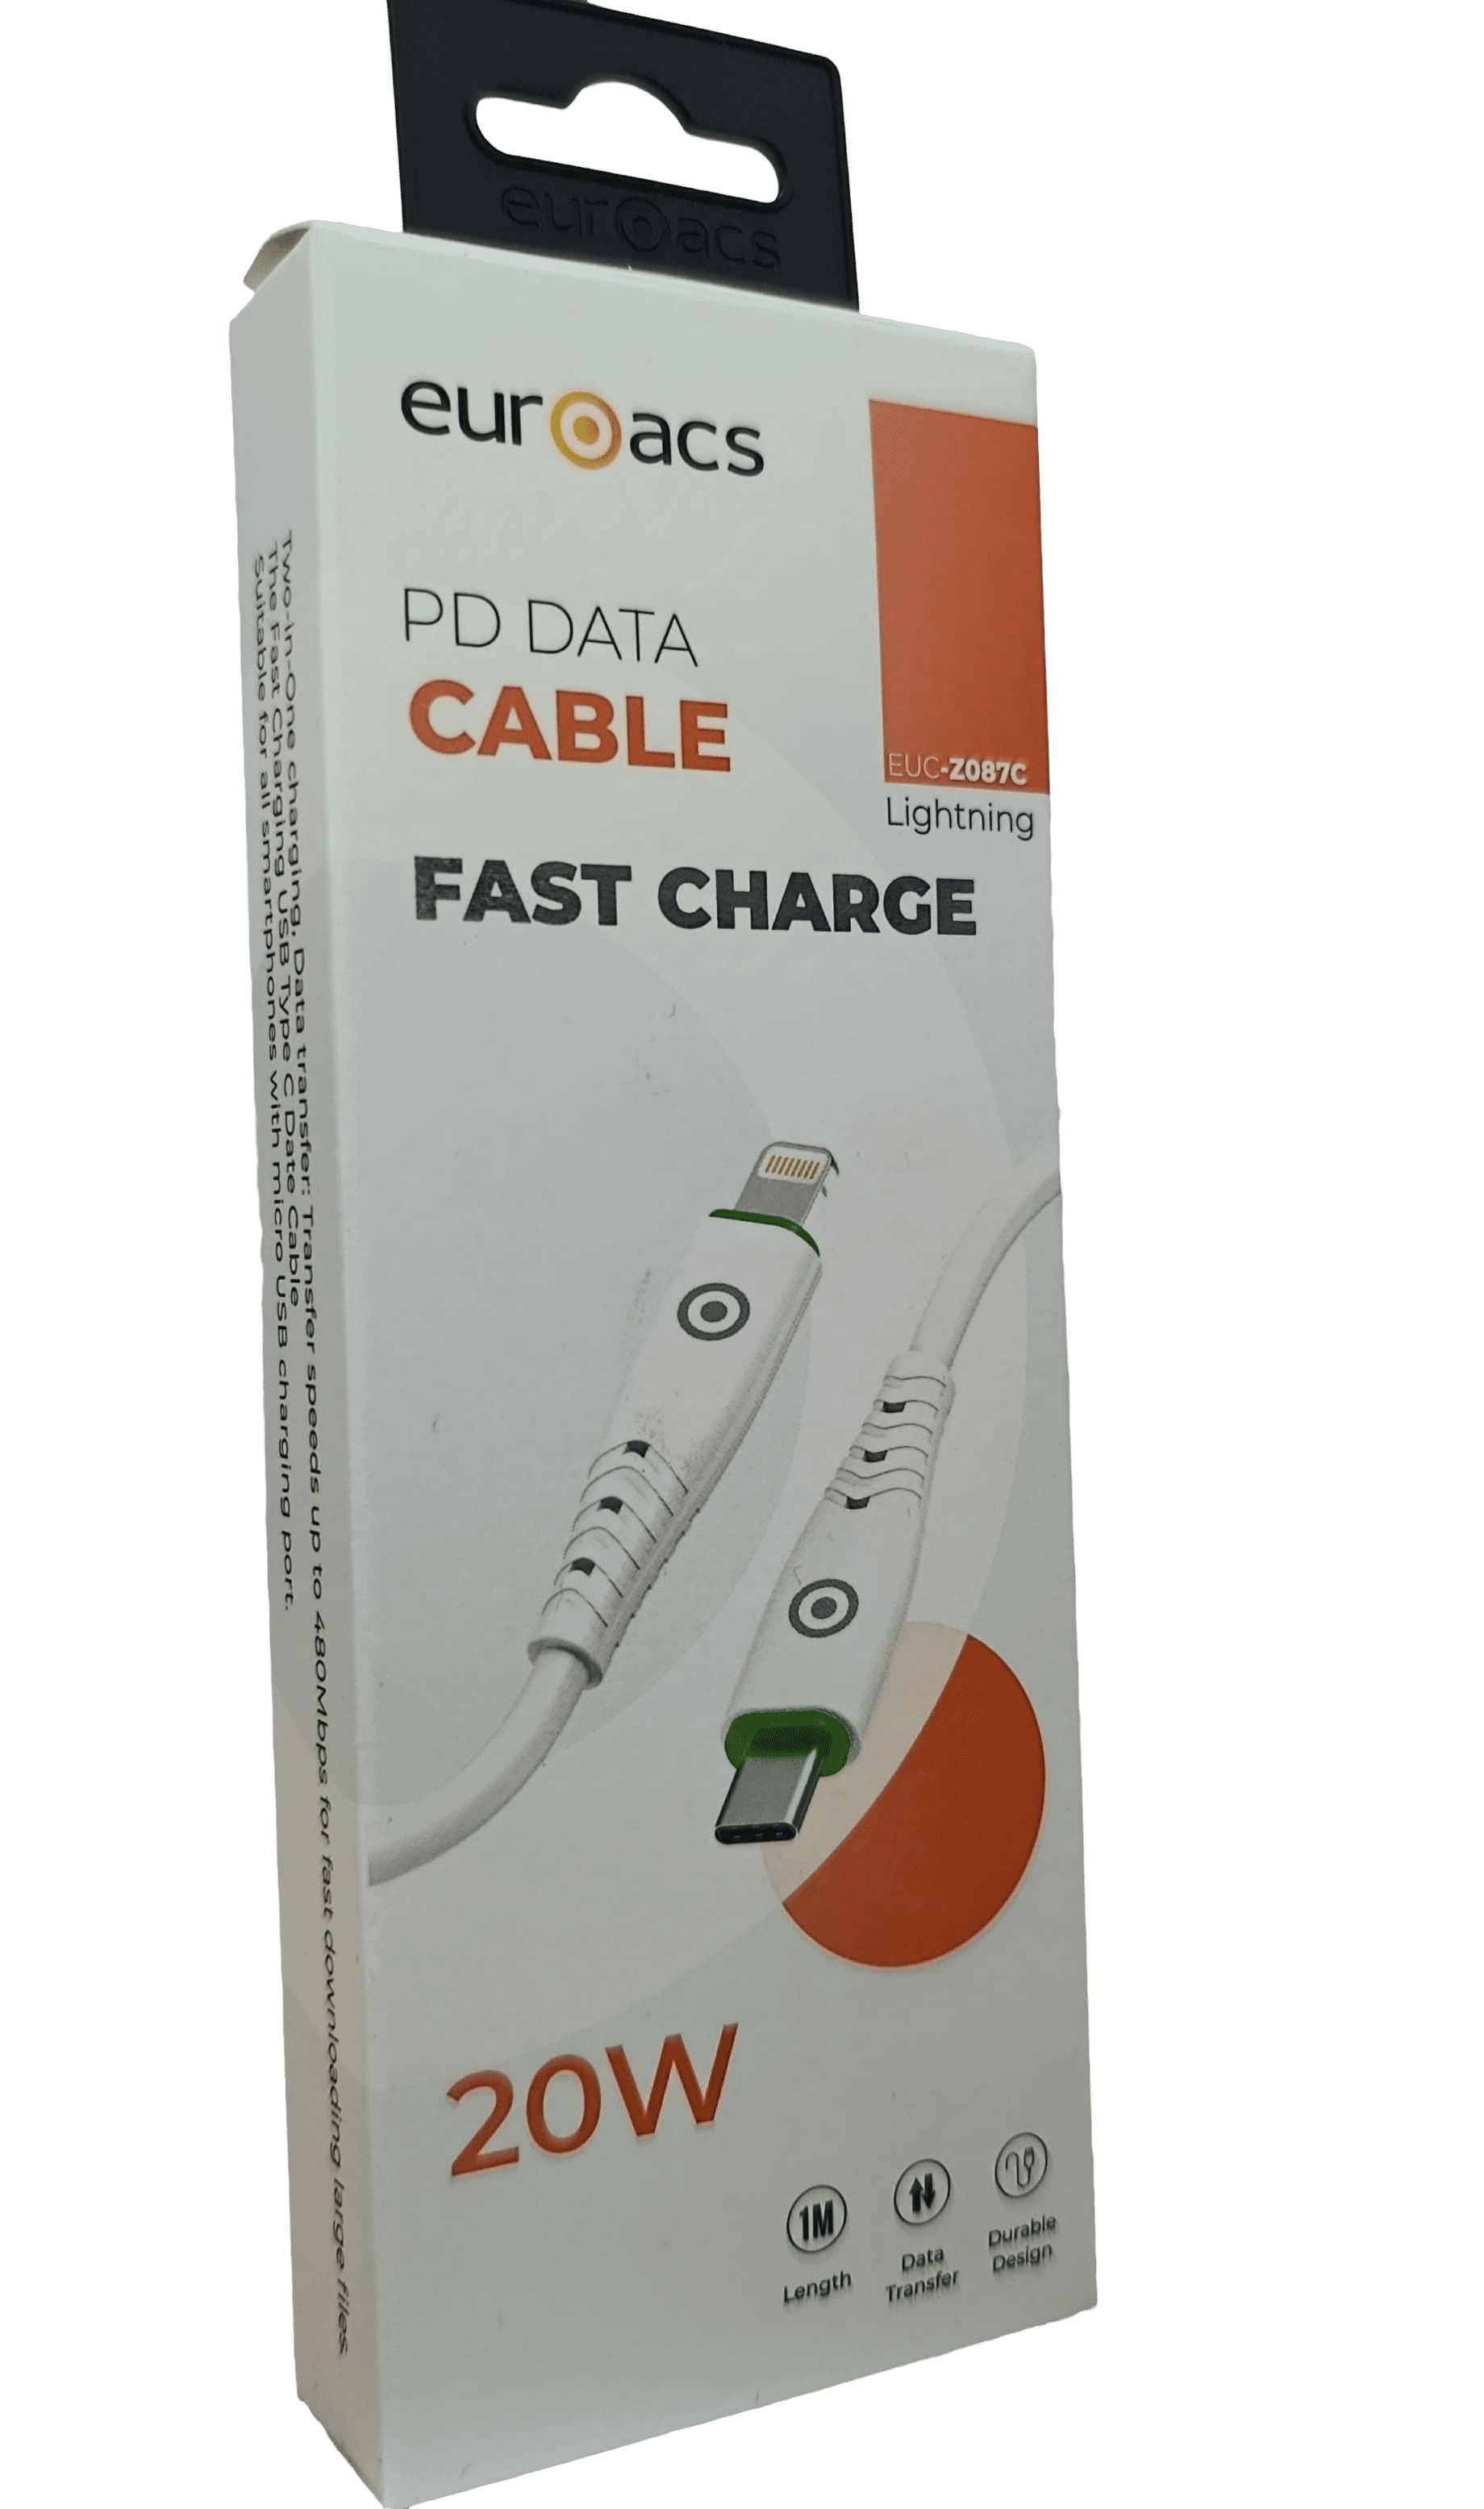 euroacs
euroacs
PD DATA
CABLE
EUC-Z087C
Lightning
FAST CHARGE
20W
1M
Length
Data
Transfer
Durable
Design
Two-in-One charging, Data transfer: Transfer speeds up to 480Mbps for fast downloading large files
The Fast Charging USB Type C Date Cable
Suitable for all smartphones with micro USB charging port.